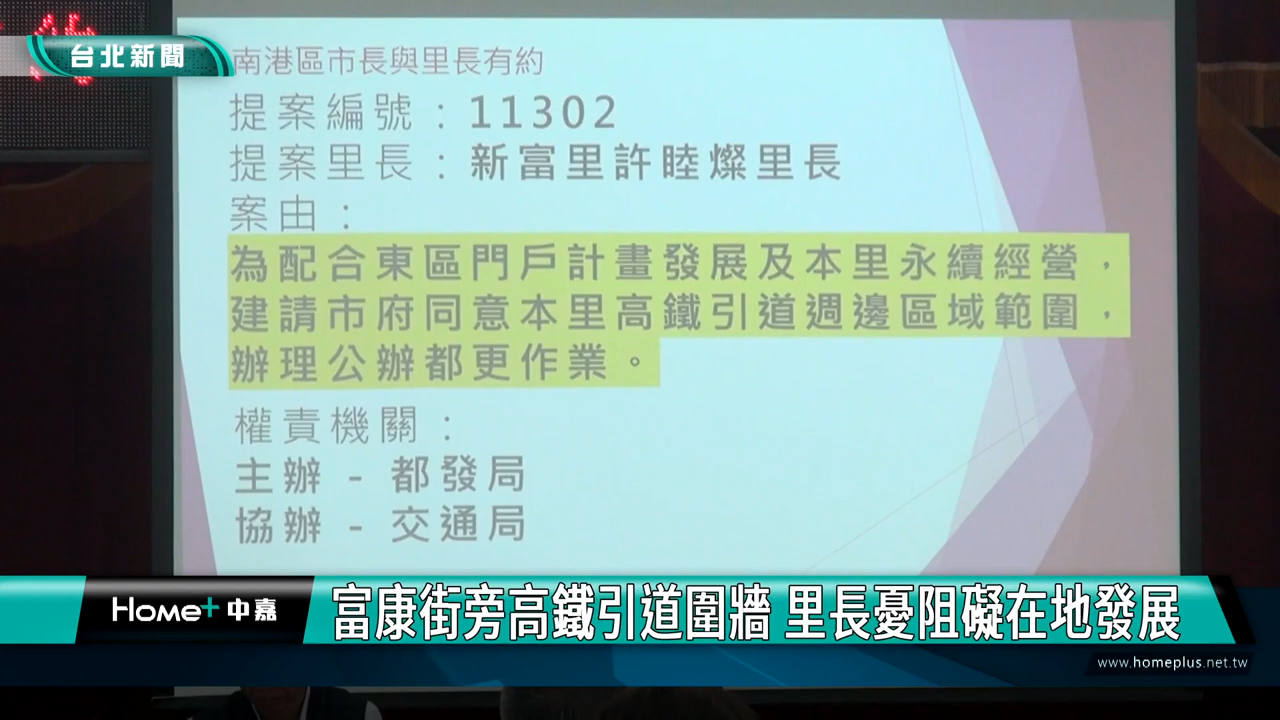 台北新聞
南港區市長與里長有約
提案編號：11302
提案里長：新富里許睦燦里長
案由：
為配合東區門戶計畫發展及本里永續經營，
建請市府同意本里高鐵引道週邊區域範圍，
辦理公辦都更作業。
權責機關：
主辦 - 都發局
協辦 - 交通局
Home+ 中嘉
富康街旁高鐵引道圍牆 里長憂阻礙在地發展
www.homeplus.net.tw